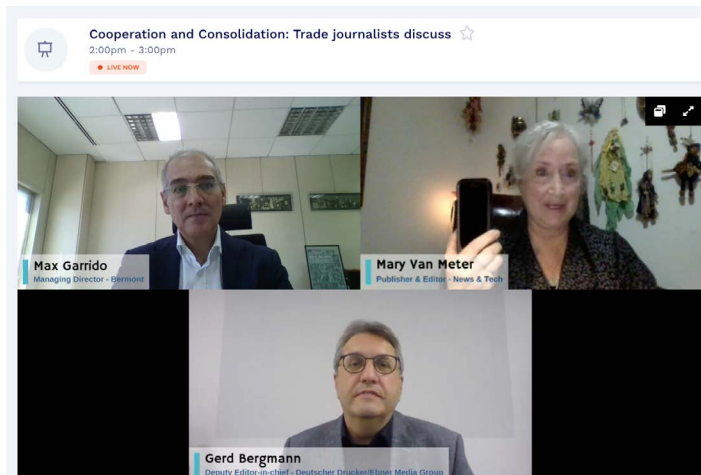 Cooperation and Consolidation: Trade journalists discuss
2:00pm - 3:00pm
LIVE NOW
Max Garrido
Managing Director - Bermont
Mary Van Meter
Publisher & Editor - News & Tech
Gerd Bergmann
Deputy Editor-in-chief - Deutscher Drucker/Ebner Media Group